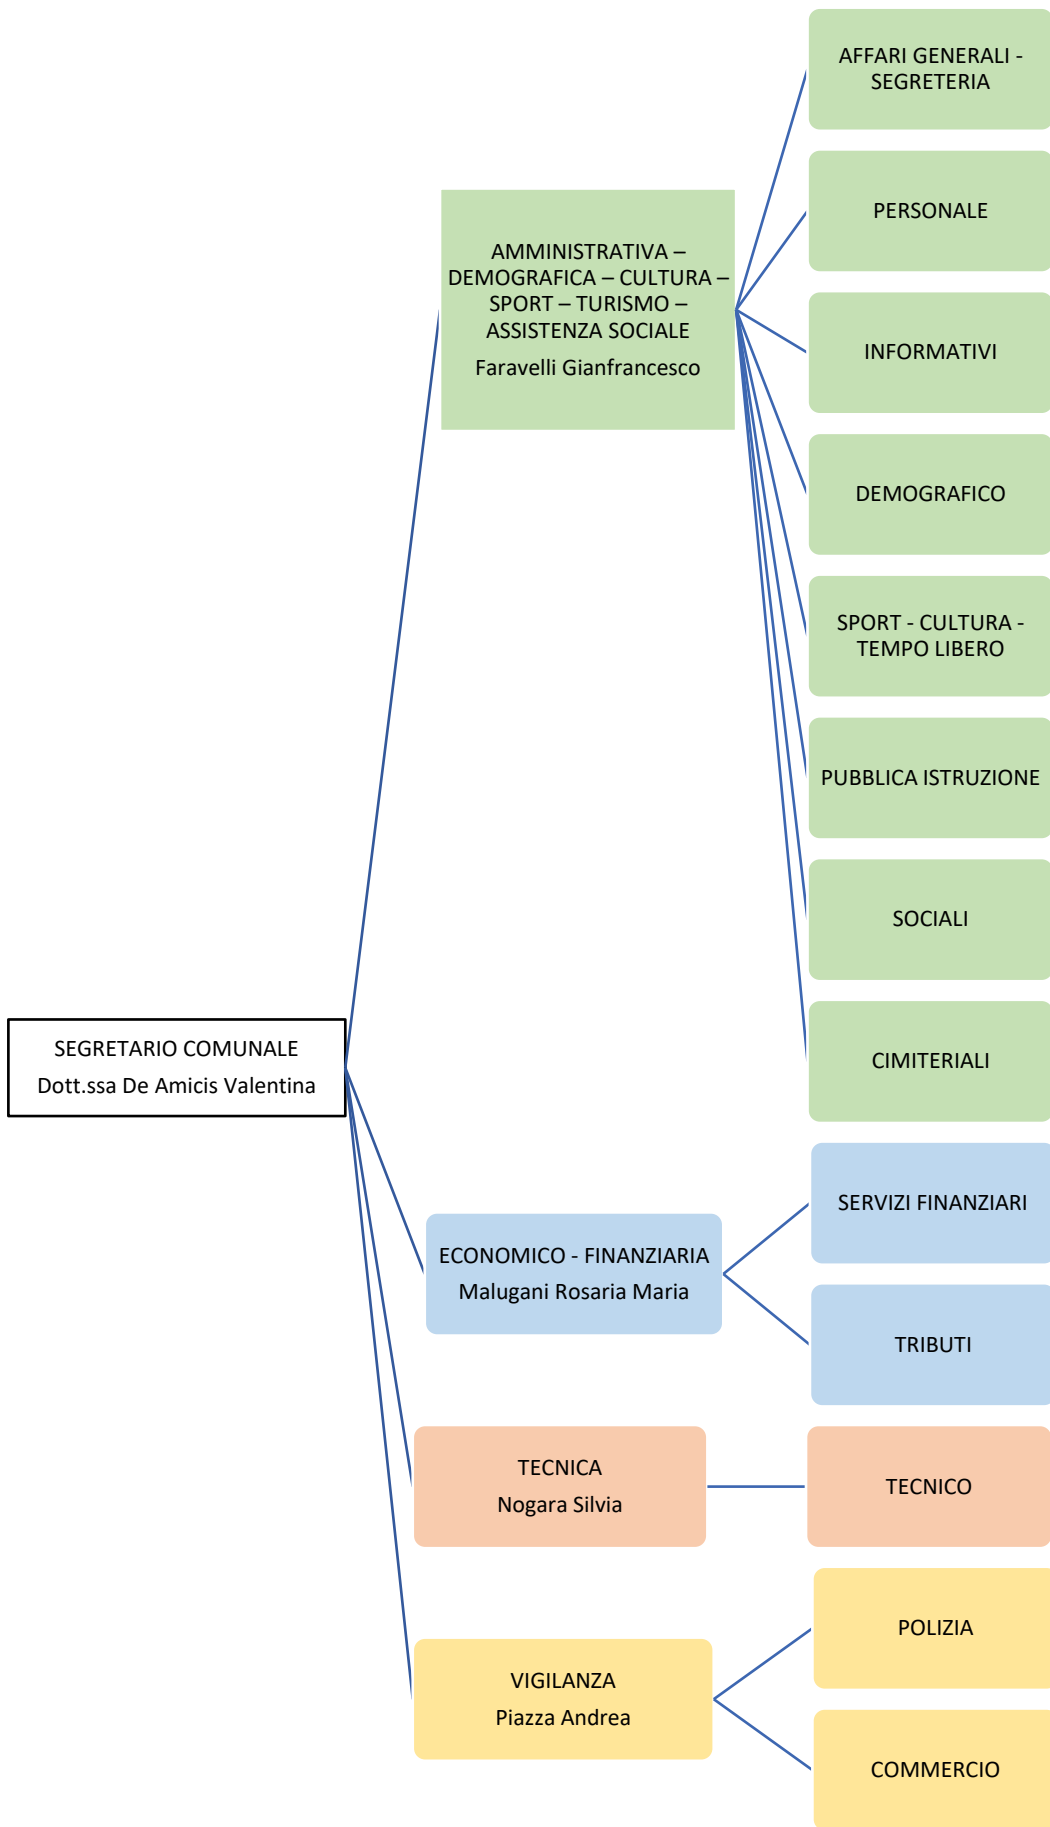 AFFARI GENERALI -
SEGRETERIA
PERSONALE
AMMINISTRATIVA –
DEMOGRAFICA – CULTURA –
SPORT – TURISMO –
ASSISTENZA SOCIALE
Faravelli Gianfrancesco
INFORMATIVI
DEMOGRAFICO
SPORT - CULTURA -
TEMPO LIBERO
PUBBLICA ISTRUZIONE
SOCIALI
CIMITERIALI
SEGRETARIO COMUNALE
Dott.ssa De Amicis Valentina
ECONOMICO - FINANZIARIA
Malugani Rosaria Maria
SERVIZI FINANZIARI
TRIBUTI
TECNICA
Nogara Silvia
TECNICO
VIGILANZA
Piazza Andrea
POLIZIA
COMMERCIO